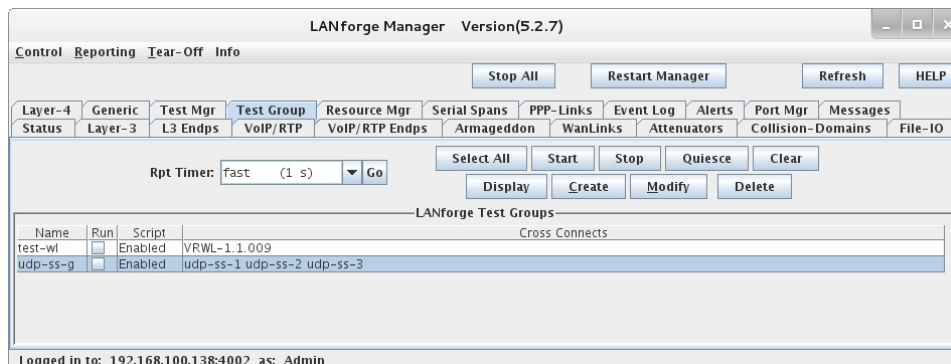 LANforge Manager Version(5.2.7)
Control Reporting Tear-Off Info
Stop All Restart Manager Refresh HELP
Layer-4 Generic Test Mgr Test Group Resource Mgr Serial Spans PPP-Links Event Log Alerts Port Mgr Messages
Status Layer-3 L3 Endps VoIP/RTP VoIP/RTP Endps Armageddon WanLinks Attenuators Collision-Domains File-IO
Select All Start Stop Quiesce Clear
Rpt Timer: fast (1 s) Go
Display Create Modify Delete
LANforge Test Groups
Name Run Script Cross Connects
test-wl Enabled VRWL-1.1.009
udp-ss-g Enabled udp-ss-1 udp-ss-2 udp-ss-3
Logged in to: 192.168.100.138:4002 as: Admin